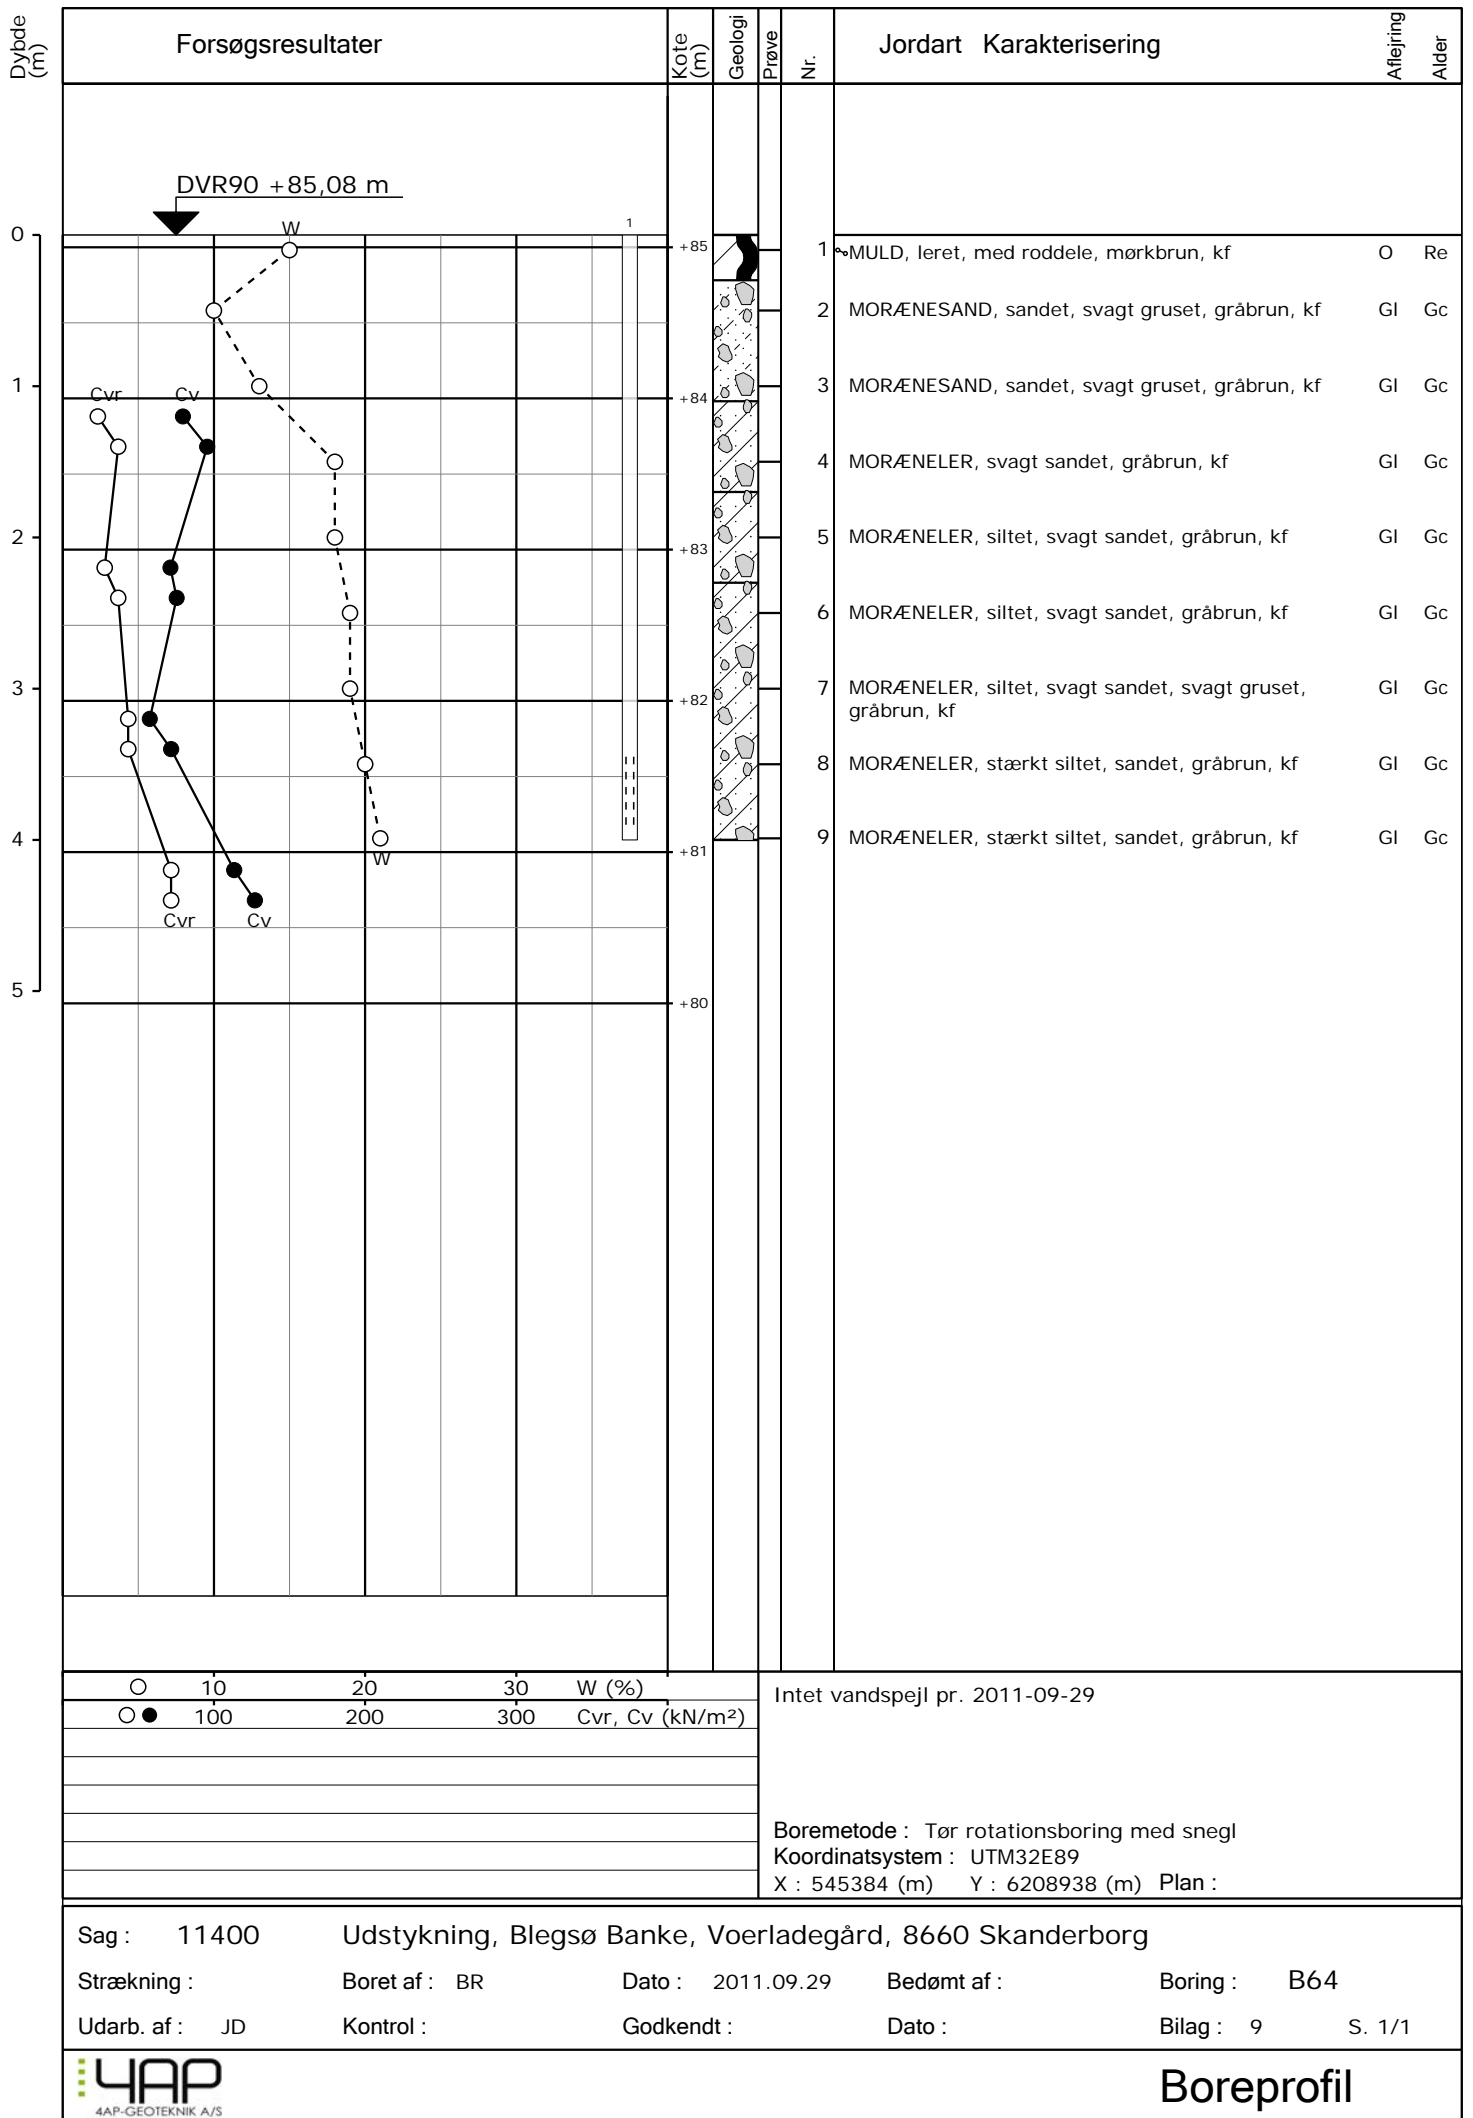 Dybde (m)
Forsøgsresultater
Kote (m)
Geologi
Prøve
Nr.
Jordart Karakterisering
Aflejring
Alder
DVR90 +85,08 m
W
1
0
+85
1 MULD, leret, med roddele, mørkbrun, kf O Re
2 MORÆNESAND, sandet, svagt gruset, gråbrun, kf Gl Gc
1
Cvr
Cv
+84
3 MORÆNESAND, sandet, svagt gruset, gråbrun, kf Gl Gc
4 MORÆNELER, svagt sandet, gråbrun, kf Gl Gc
2
+83
5 MORÆNELER, siltet, svagt sandet, gråbrun, kf Gl Gc
6 MORÆNELER, siltet, svagt sandet, gråbrun, kf Gl Gc
3
+82
7 MORÆNELER, siltet, svagt sandet, svagt gruset, Gl Gc
gråbrun, kf
8 MORÆNELER, stærkt siltet, sandet, gråbrun, kf Gl Gc
4
W
+81
9 MORÆNELER, stærkt siltet, sandet, gråbrun, kf Gl Gc
Cvr
Cv
5
+80
10 20 30 W (%)
100 200 300 Cvr, Cv (kN/m²)
Intet vandspejl pr. 2011-09-29
Boremetode : Tør rotationsboring med snegl
Koordinatsystem : UTM32E89
X : 545384 (m) Y : 6208938 (m) Plan :
Sag : 11400 Udstykning, Blegsø Banke, Voerladegård, 8660 Skanderborg
Strækning : Boret af : BR Dato : 2011.09.29 Bedømt af : Boring : B64
Udarb. af : JD Kontrol : Godkendt : Dato : Bilag : 9 S. 1/1
4AP
4AP-GEOTEKNIK A/S
Boreprofil